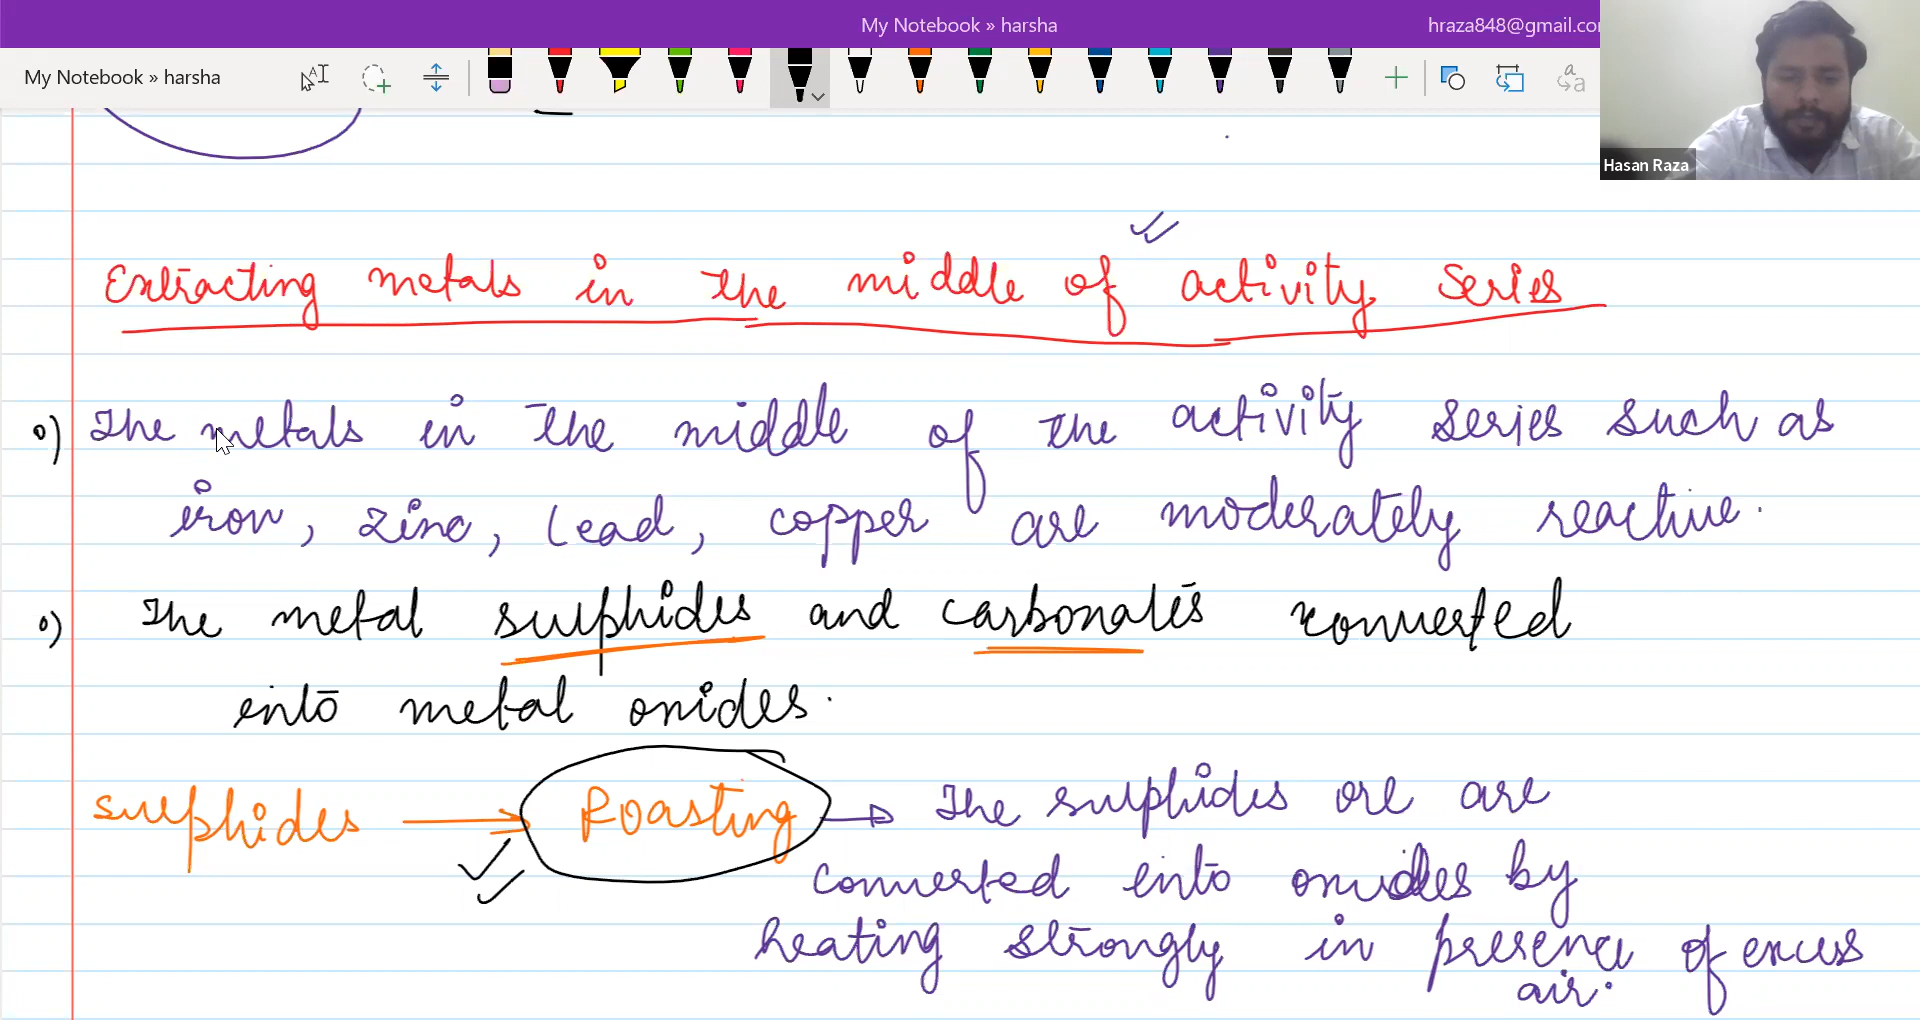 My Notebook » harsha
hraza848@gmail.co
My Notebook » harsha
Hasan Raza
Extracting metals in the middle of activity Series
o) The metals in the middle of the activity series such as
iron, zinc, lead, copper are moderately reactive.
o) The metal sulphides and carbonates converted
into metal oxides.
sulphides → Roasting → The sulphides ore are
converted into oxides by
heating strongly in presence of excess
air.